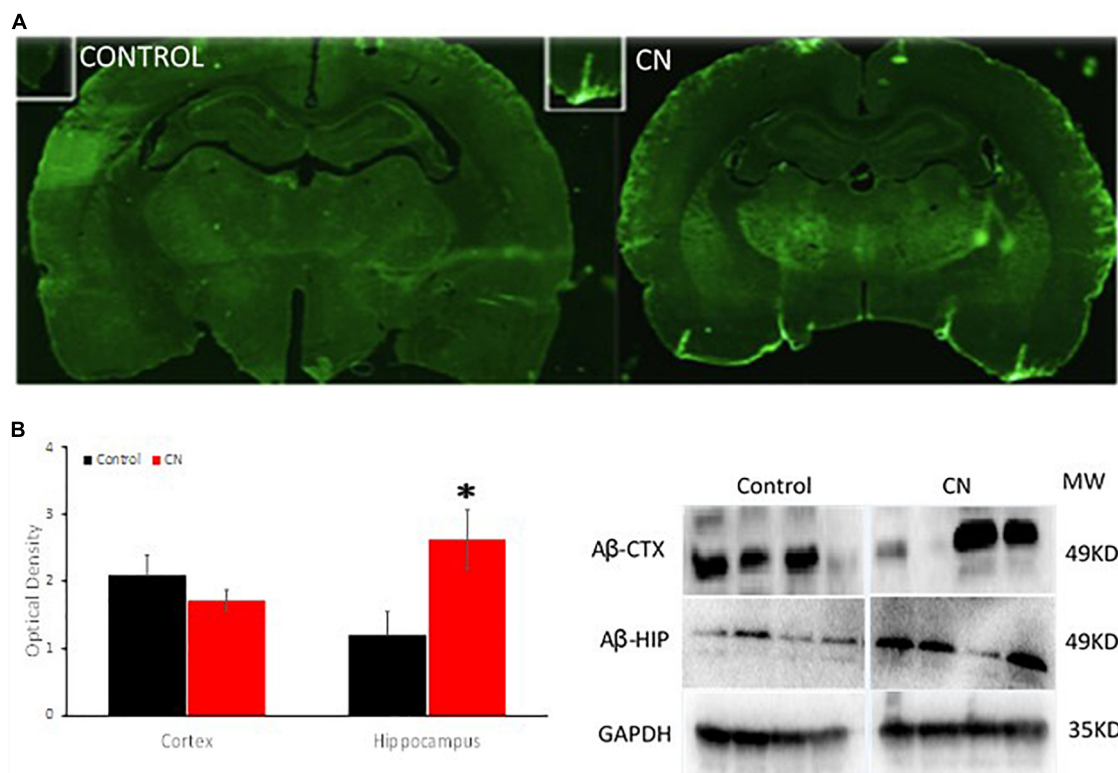 A
CONTROL
CN
B
4
3
2
1
0
Optical Density
Control CN
*
Cortex
Hippocampus
Control CN MW
Aβ-CTX 49KD
Aβ-HIP 49KD
GAPDH 35KD